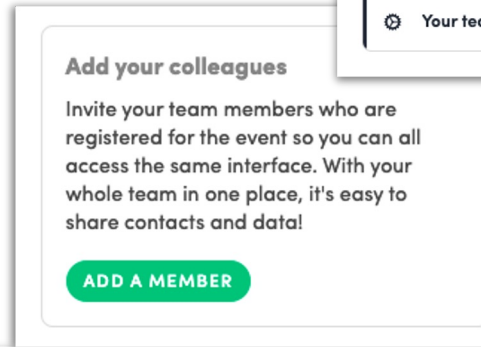 Your
Add your colleagues
Invite your team members who are
registered for the event so you can all
access the same interface. With your
whole team in one place, it's easy to
share contacts and data!
ADD A MEMBER